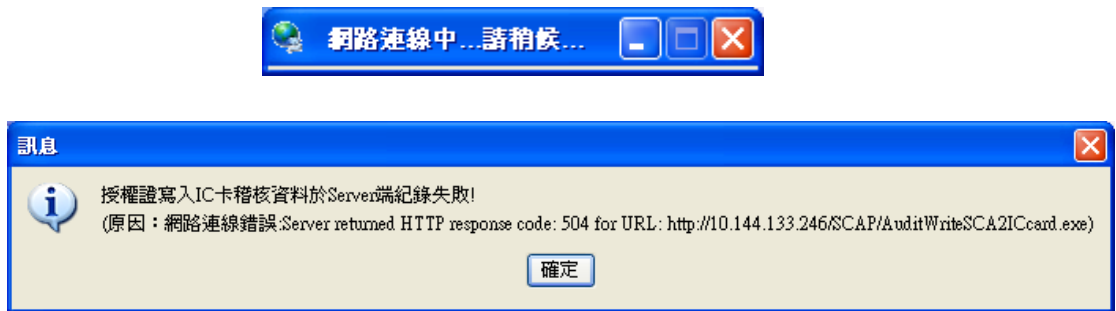 網路連線中...請稍候...
訊息
授權證寫入IC卡稽核資料於Server端紀錄失敗!
(原因：網路連線錯誤:Server returned HTTP response code: 504 for URL: http://10.144.133.246/SCAP/AuditWriteSCA2ICcard.exe)
確定